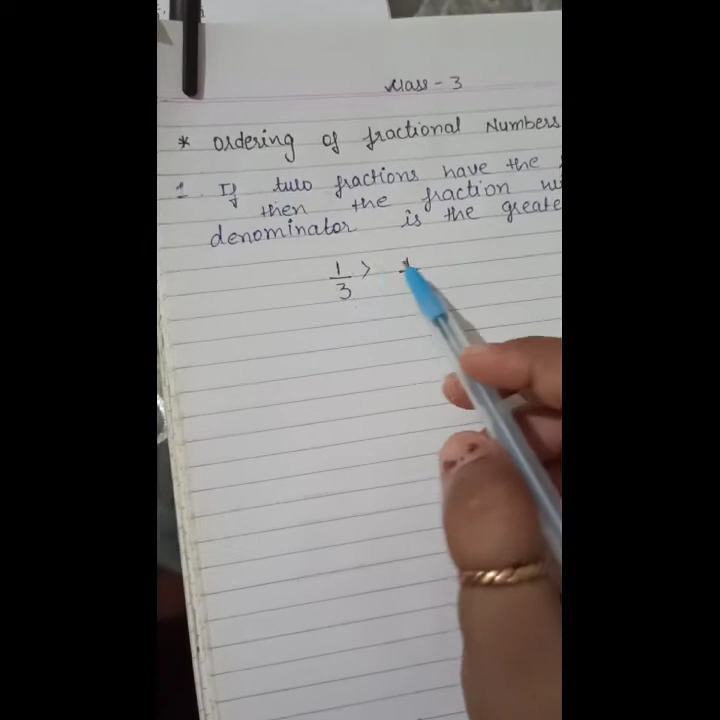 Class - 3
* Ordering of fractional Numbers
1 If two fractions have the
then the fraction
denominator is the
1/3 >